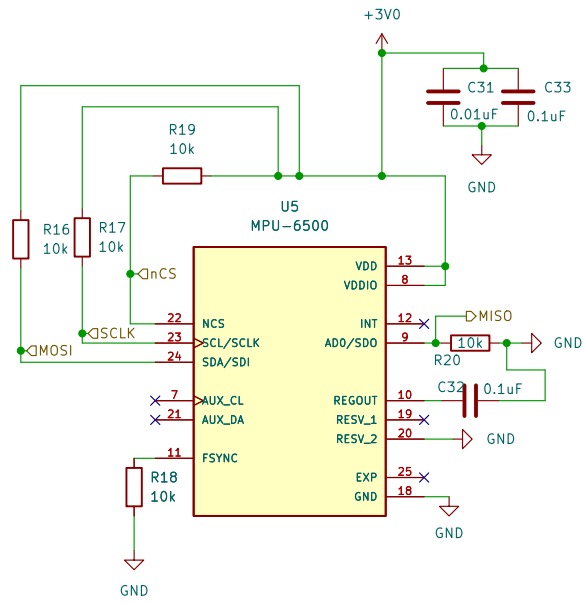 +3V0
C31
0.01uF
C33
0.1uF
GND
R19
10k
R16
10k
R17
10k
U5
MPU-6500
nCS
SCLK
MOSI
22 NCS
23 SCL/SCLK
24 SDA/SDI
7 AUX_CL
21 AUX_DA
11 FSYNC
VDD 13
VDDIO 8
INT 12
AD0/SDO 9
REGOUT 10
RESV_1 19
RESV_2 20
EXP 25
GND 18
MISO
10k
R20
GND
C32
0.1uF
GND
GND
R18
10k
GND